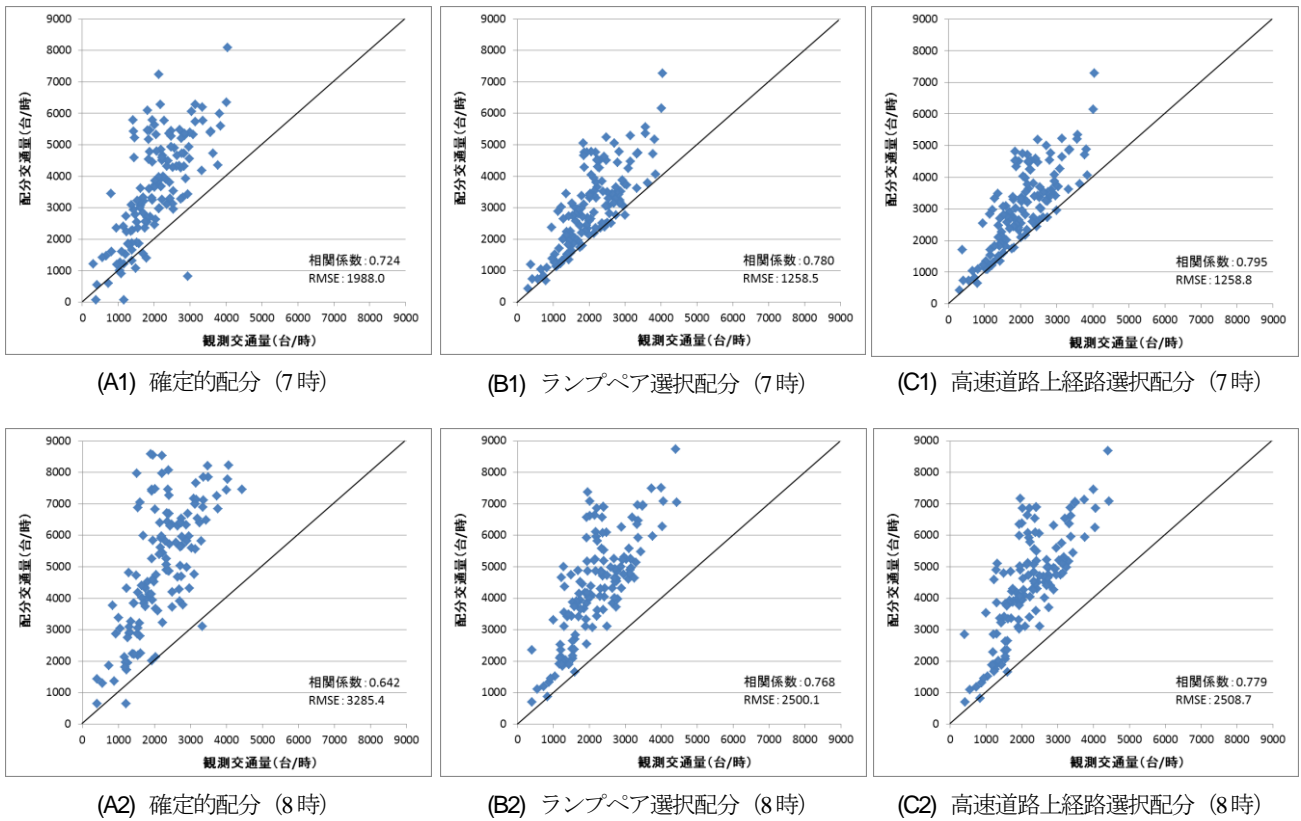 9000
8000
7000
6000
5000
4000
3000
2000
1000
0
配分交通量(台/時)
相関係数:0.724
RMSE:1988.0
0 1000 2000 3000 4000 5000 6000 7000 8000 9000
観測交通量(台/時)
(A1) 確定的配分（7時）
9000
8000
7000
6000
5000
4000
3000
2000
1000
0
配分交通量(台/時)
相関係数:0.780
RMSE:1258.5
0 1000 2000 3000 4000 5000 6000 7000 8000 9000
観測交通量(台/時)
(B1) ランプペア選択配分（7時）
9000
8000
7000
6000
5000
4000
3000
2000
1000
0
配分交通量(台/時)
相関係数:0.795
RMSE:1258.8
0 1000 2000 3000 4000 5000 6000 7000 8000 9000
観測交通量(台/時)
(C1) 高速道路上経路選択配分（7時）
9000
8000
7000
6000
5000
4000
3000
2000
1000
0
配分交通量(台/時)
相関係数:0.642
RMSE:3285.4
0 1000 2000 3000 4000 5000 6000 7000 8000 9000
観測交通量(台/時)
(A2) 確定的配分（8時）
9000
8000
7000
6000
5000
4000
3000
2000
1000
0
配分交通量(台/時)
相関係数:0.768
RMSE:2500.1
0 1000 2000 3000 4000 5000 6000 7000 8000 9000
観測交通量(台/時)
(B2) ランプペア選択配分（8時）
9000
8000
7000
6000
5000
4000
3000
2000
1000
0
配分交通量(台/時)
相関係数:0.779
RMSE:2508.7
0 1000 2000 3000 4000 5000 6000 7000 8000 9000
観測交通量(台/時)
(C2) 高速道路上経路選択配分（8時）